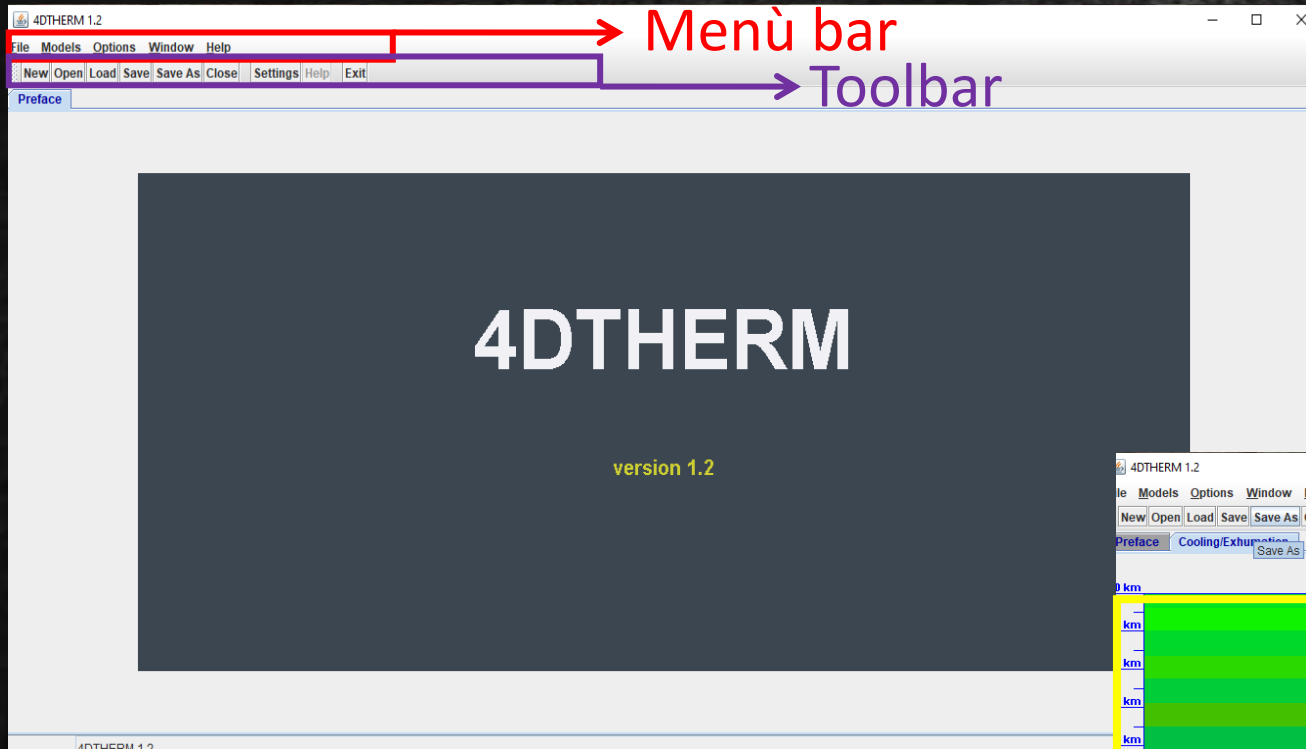 4DTHERM 1.2
File Models Options Window Help
New Open Load Save Save As Close Settings Help Exit
Menù bar
Toolbar
Preface
4DTHERM
version 1.2
4DTHERM 1.2
Models Options Window
New Open Load Save Save As
Preface Cooling/Exhumation
Save As
0 km
km
km
km
km
4DTHERM 1.2